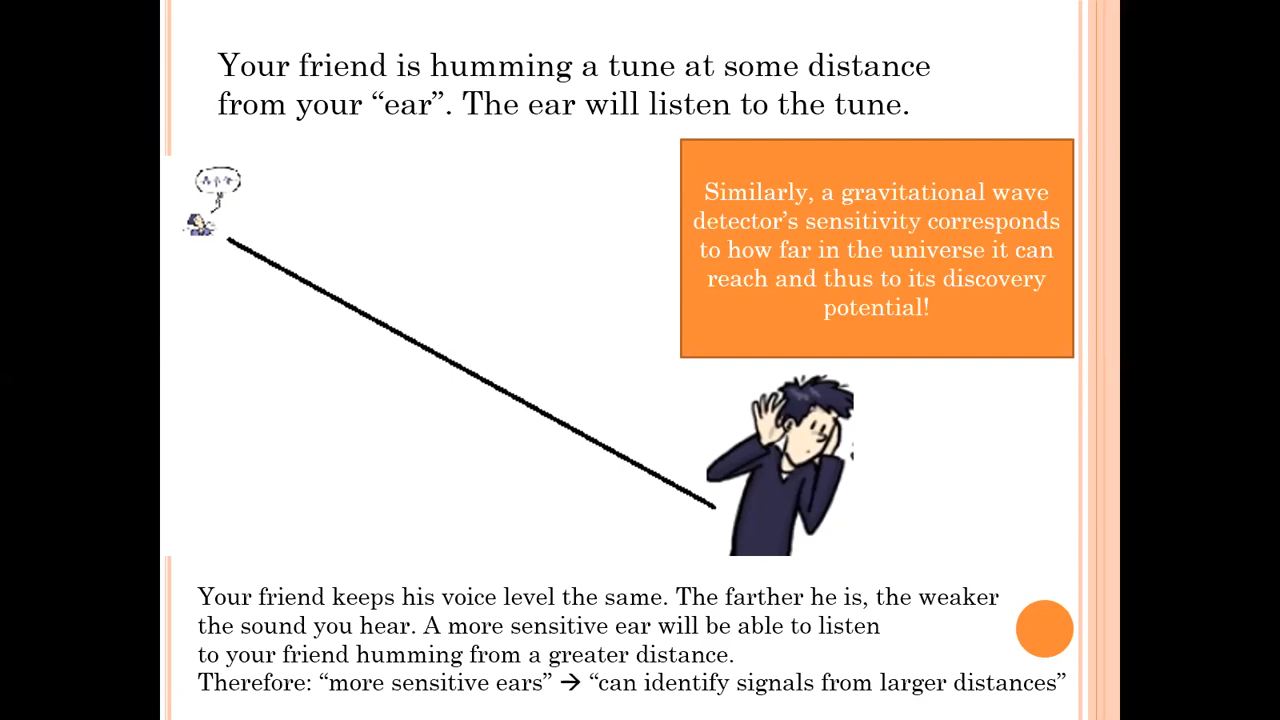 Your friend is humming a tune at some distance
from your “ear”. The ear will listen to the tune.
Similarly, a gravitational wave
detector’s sensitivity corresponds
to how far in the universe it can
reach and thus to its discovery
potential!
Your friend keeps his voice level the same. The farther he is, the weaker
the sound you hear. A more sensitive ear will be able to listen
to your friend humming from a greater distance.
Therefore: “more sensitive ears” → “can identify signals from larger distances”